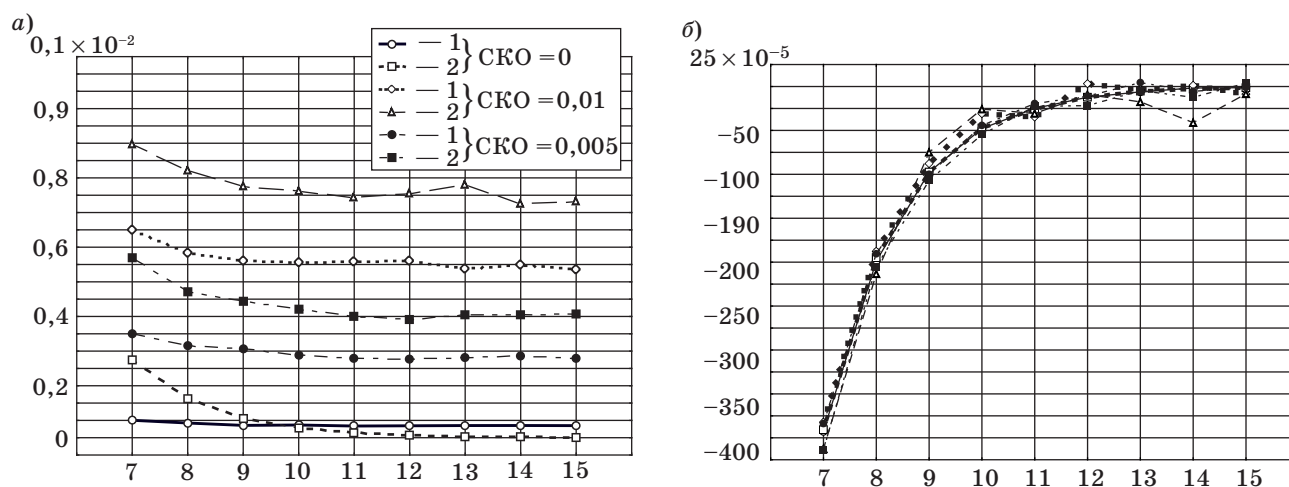 а)
0,1 × 10⁻²
0,9
0,8
0,6
0,4
0,2
0
7 8 9 10 11 12 13 14 15
— 1
— 2
} СКО = 0
— 1
— 2
} СКО = 0,01
— 1
— 2
} СКО = 0,005
б)
25 × 10⁻⁵
−50
−100
−190
−200
−250
−300
−350
−400
7 8 9 10 11 12 13 14 15